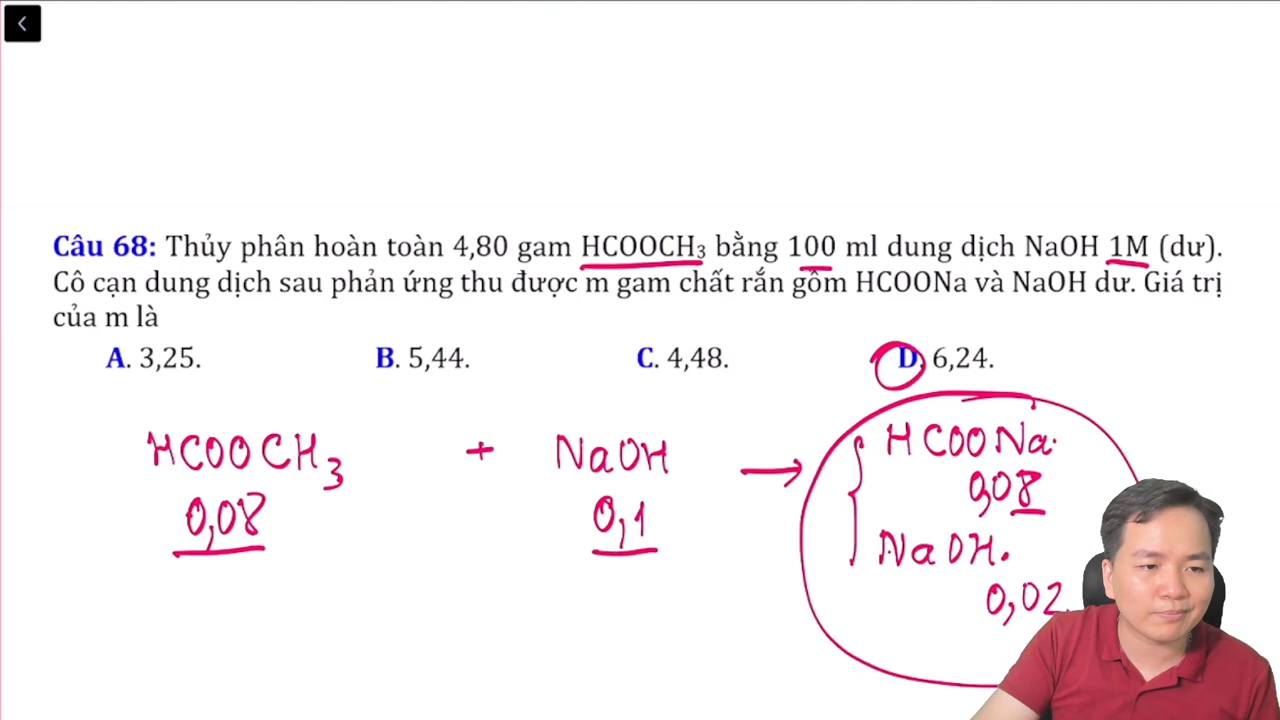 Câu 68: Thủy phân hoàn toàn 4,80 gam HCOOCH₃ bằng 100 ml dung dịch NaOH 1M (dư).
Cô cạn dung dịch sau phản ứng thu được m gam chất rắn gồm HCOONa và NaOH dư. Giá trị
của m là
A. 3,25. B. 5,44. C. 4,48. D. 6,24.
HCOOCH₃ + NaOH → { HCOONa
0,08 0,1 0,08
NaOH
0,02